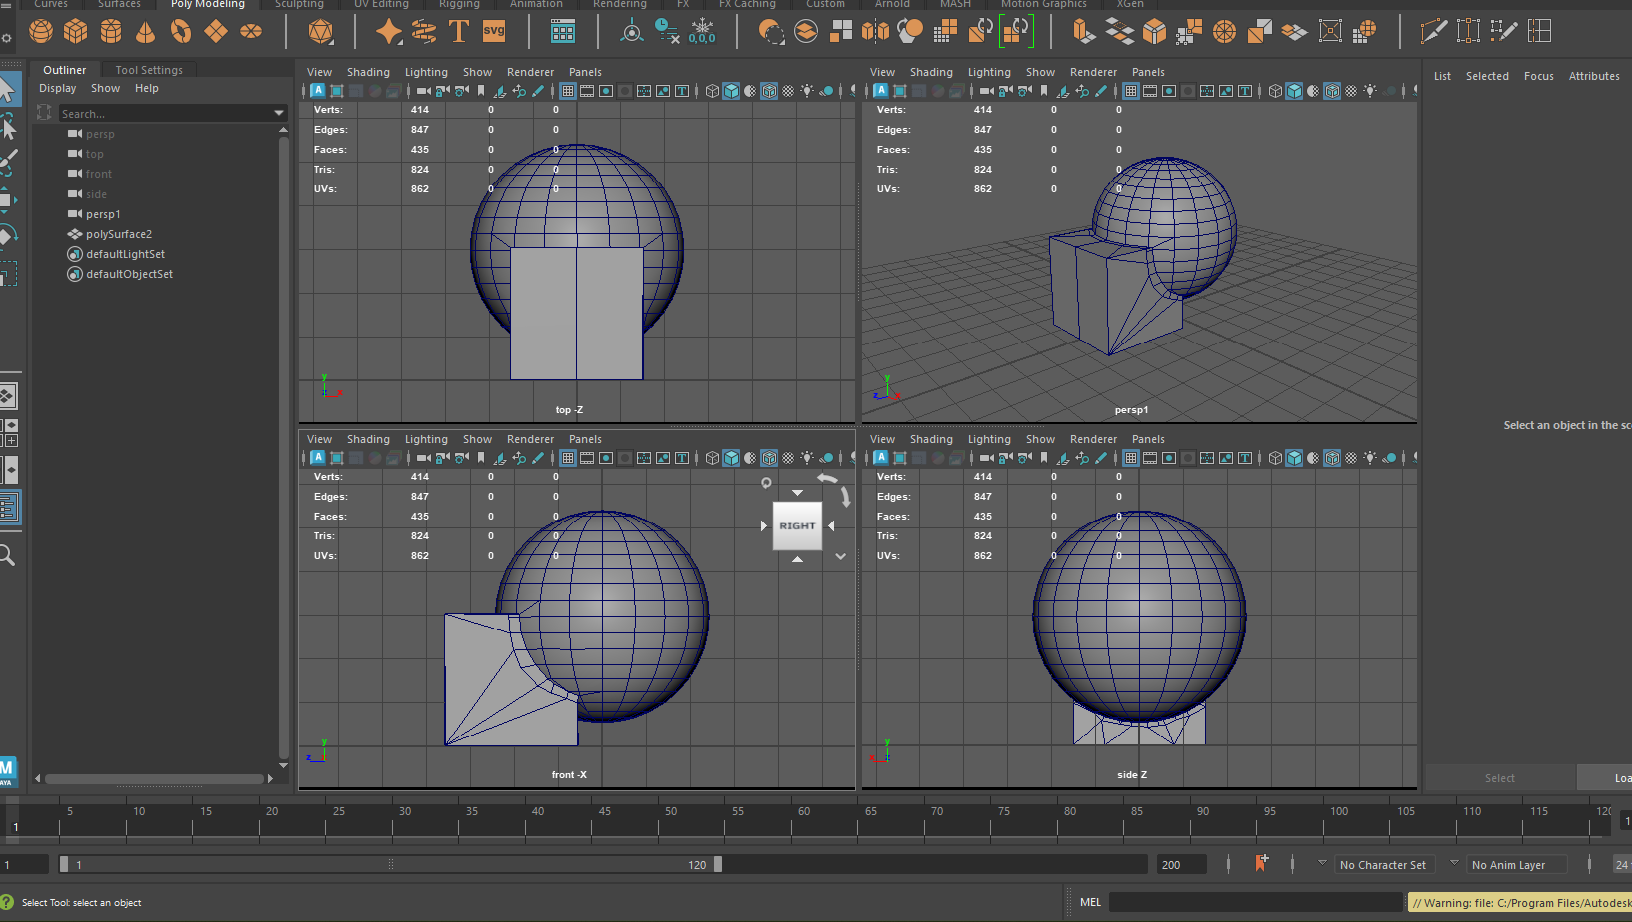 Curves Surfaces Poly Modeling Sculpting UV Editing Rigging Animation Rendering FX FX Caching Custom Arnold MASH Motion Graphics XGen
svg
0,0,0
Outliner Tool Settings
Display Show Help
Search...
persp
top
front
side
persp1
polySurface2
defaultLightSet
defaultObjectSet
View Shading Lighting Show Renderer Panels
Verts: 414 0 0
Edges: 847 0 0
Faces: 435 0 0
Tris: 824 0 0
UVs: 862 0 0
y
x
top -Z
View Shading Lighting Show Renderer Panels
Verts: 414 0 0
Edges: 847 0 0
Faces: 435 0 0
Tris: 824 0 0
UVs: 862 0 0
y
z x
persp1
View Shading Lighting Show Renderer Panels
Verts: 414 0 0
Edges: 847 0 0
Faces: 435 0 0
Tris: 824 0 0
UVs: 862 0 0
RIGHT
y
z
front -X
View Shading Lighting Show Renderer Panels
Verts: 414 0 0
Edges: 847 0 0
Faces: 435 0 0
Tris: 824 0 0
UVs: 862 0 0
y
x z
side Z
List Selected Focus Attributes
Select an object in the sc
Select Loa
M
AYA
5 10 15 20 25 30 35 40 45 50 55 60 65 70 75 80 85 90 95 100 105 110 115 120
1 1
1 1 120 200 No Character Set No Anim Layer 24
Select Tool: select an object MEL // Warning: file: C:/Program Files/Autodesk